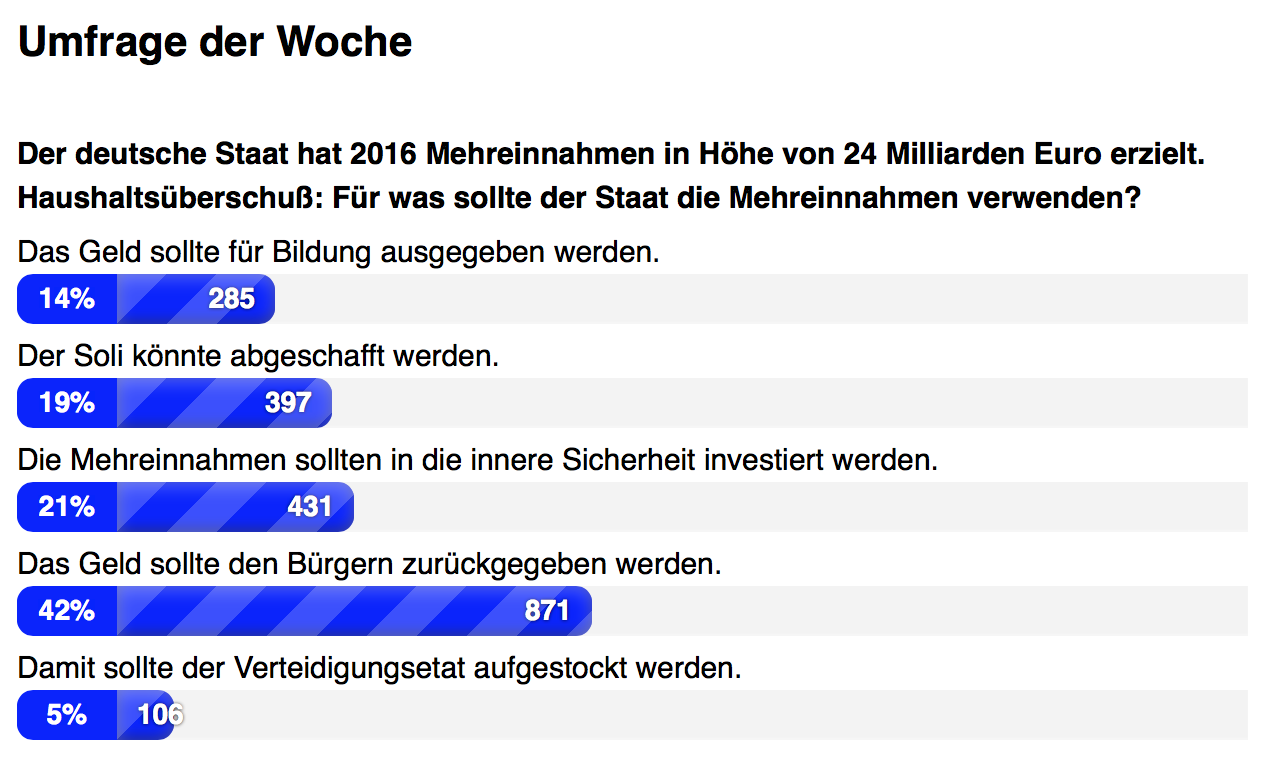 Umfrage der Woche
Der deutsche Staat hat 2016 Mehreinnahmen in Höhe von 24 Milliarden Euro erzielt.
Haushaltsüberschuß: Für was sollte der Staat die Mehreinnahmen verwenden?
Das Geld sollte für Bildung ausgegeben werden.
14% 285
Der Soli könnte abgeschafft werden.
19% 397
Die Mehreinnahmen sollten in die innere Sicherheit investiert werden.
21% 431
Das Geld sollte den Bürgern zurückgegeben werden.
42% 871
Damit sollte der Verteidigungsetat aufgestockt werden.
5% 106